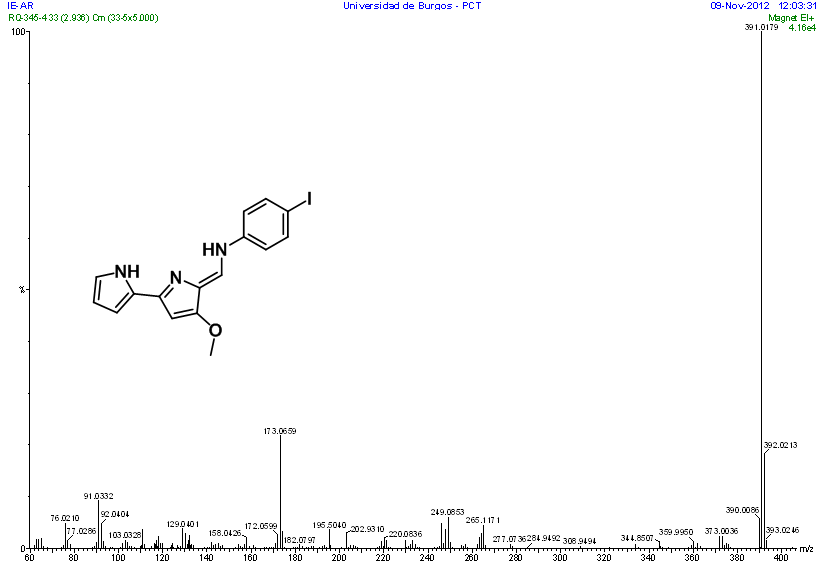 IE-AR Universidad de Burgos - PCT 09-Nov-2012 12:03:31
RQ-345-4 33 (2.936) Cm (33-5x5.000) Magnet EI+
4.16e4
100
391.0179
I
HN
NH
N
O
%
173.0659
392.0213
91.0332
390.0086
249.0853
76.0210
92.0404
265.1171
129.0401
195.5040
172.0599
202.9310
393.0246
77.0286
359.9950
373.0036
103.0328
158.0426
220.0836
344.8507
182.0797
277.0736
284.9492
308.9494
0
m/z
60 80 100 120 140 160 180 200 220 240 260 280 300 320 340 360 380 400